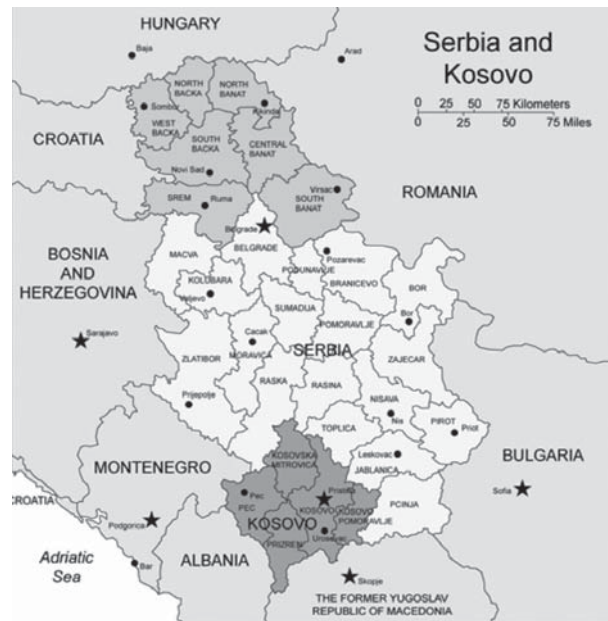 HUNGARY
Baja
Arad
Serbia and
Kosovo
0 25 50 75 Kilometers
0 25 50 75 Miles
NORTH
BACKA
NORTH
BANAT
Sombor
Kikinda
WEST
BACKA
SOUTH
BACKA
CENTRAL
BANAT
CROATIA
Novi Sad
ROMANIA
SREM
Ruma
Virsac
SOUTH
BANAT
Belgrade
BELGRADE
MACVA
Pozarevac
PODUNAVLJE
BRANICEVO
BOR
BOSNIA
AND
HERZEGOVINA
KOLUBARA
Valjevo
SUMADIJA
POMORAVLJE
Bor
Sarajevo
Cacak
MORAVICA
SERBIA
ZLATIBOR
ZAJECAR
RASKA
RASINA
Prijepolje
NISAVA
Nis
PIROT
Priot
TOPLICA
Leskovac
JABLANICA
BULGARIA
Sofia
MONTENEGRO
KOSOVSKA
MITROVICA
Pec
PEC
Pristina
KOSOVO
KOSOVO
KOSOVO
POMORAVLJE
PCINJA
CROATIA
Podgorica
PRIZREN
Urosevac
Adriatic
Sea
Bar
ALBANIA
Skopje
THE FORMER YUGOSLAV
REPUBLIC OF MACEDONIA